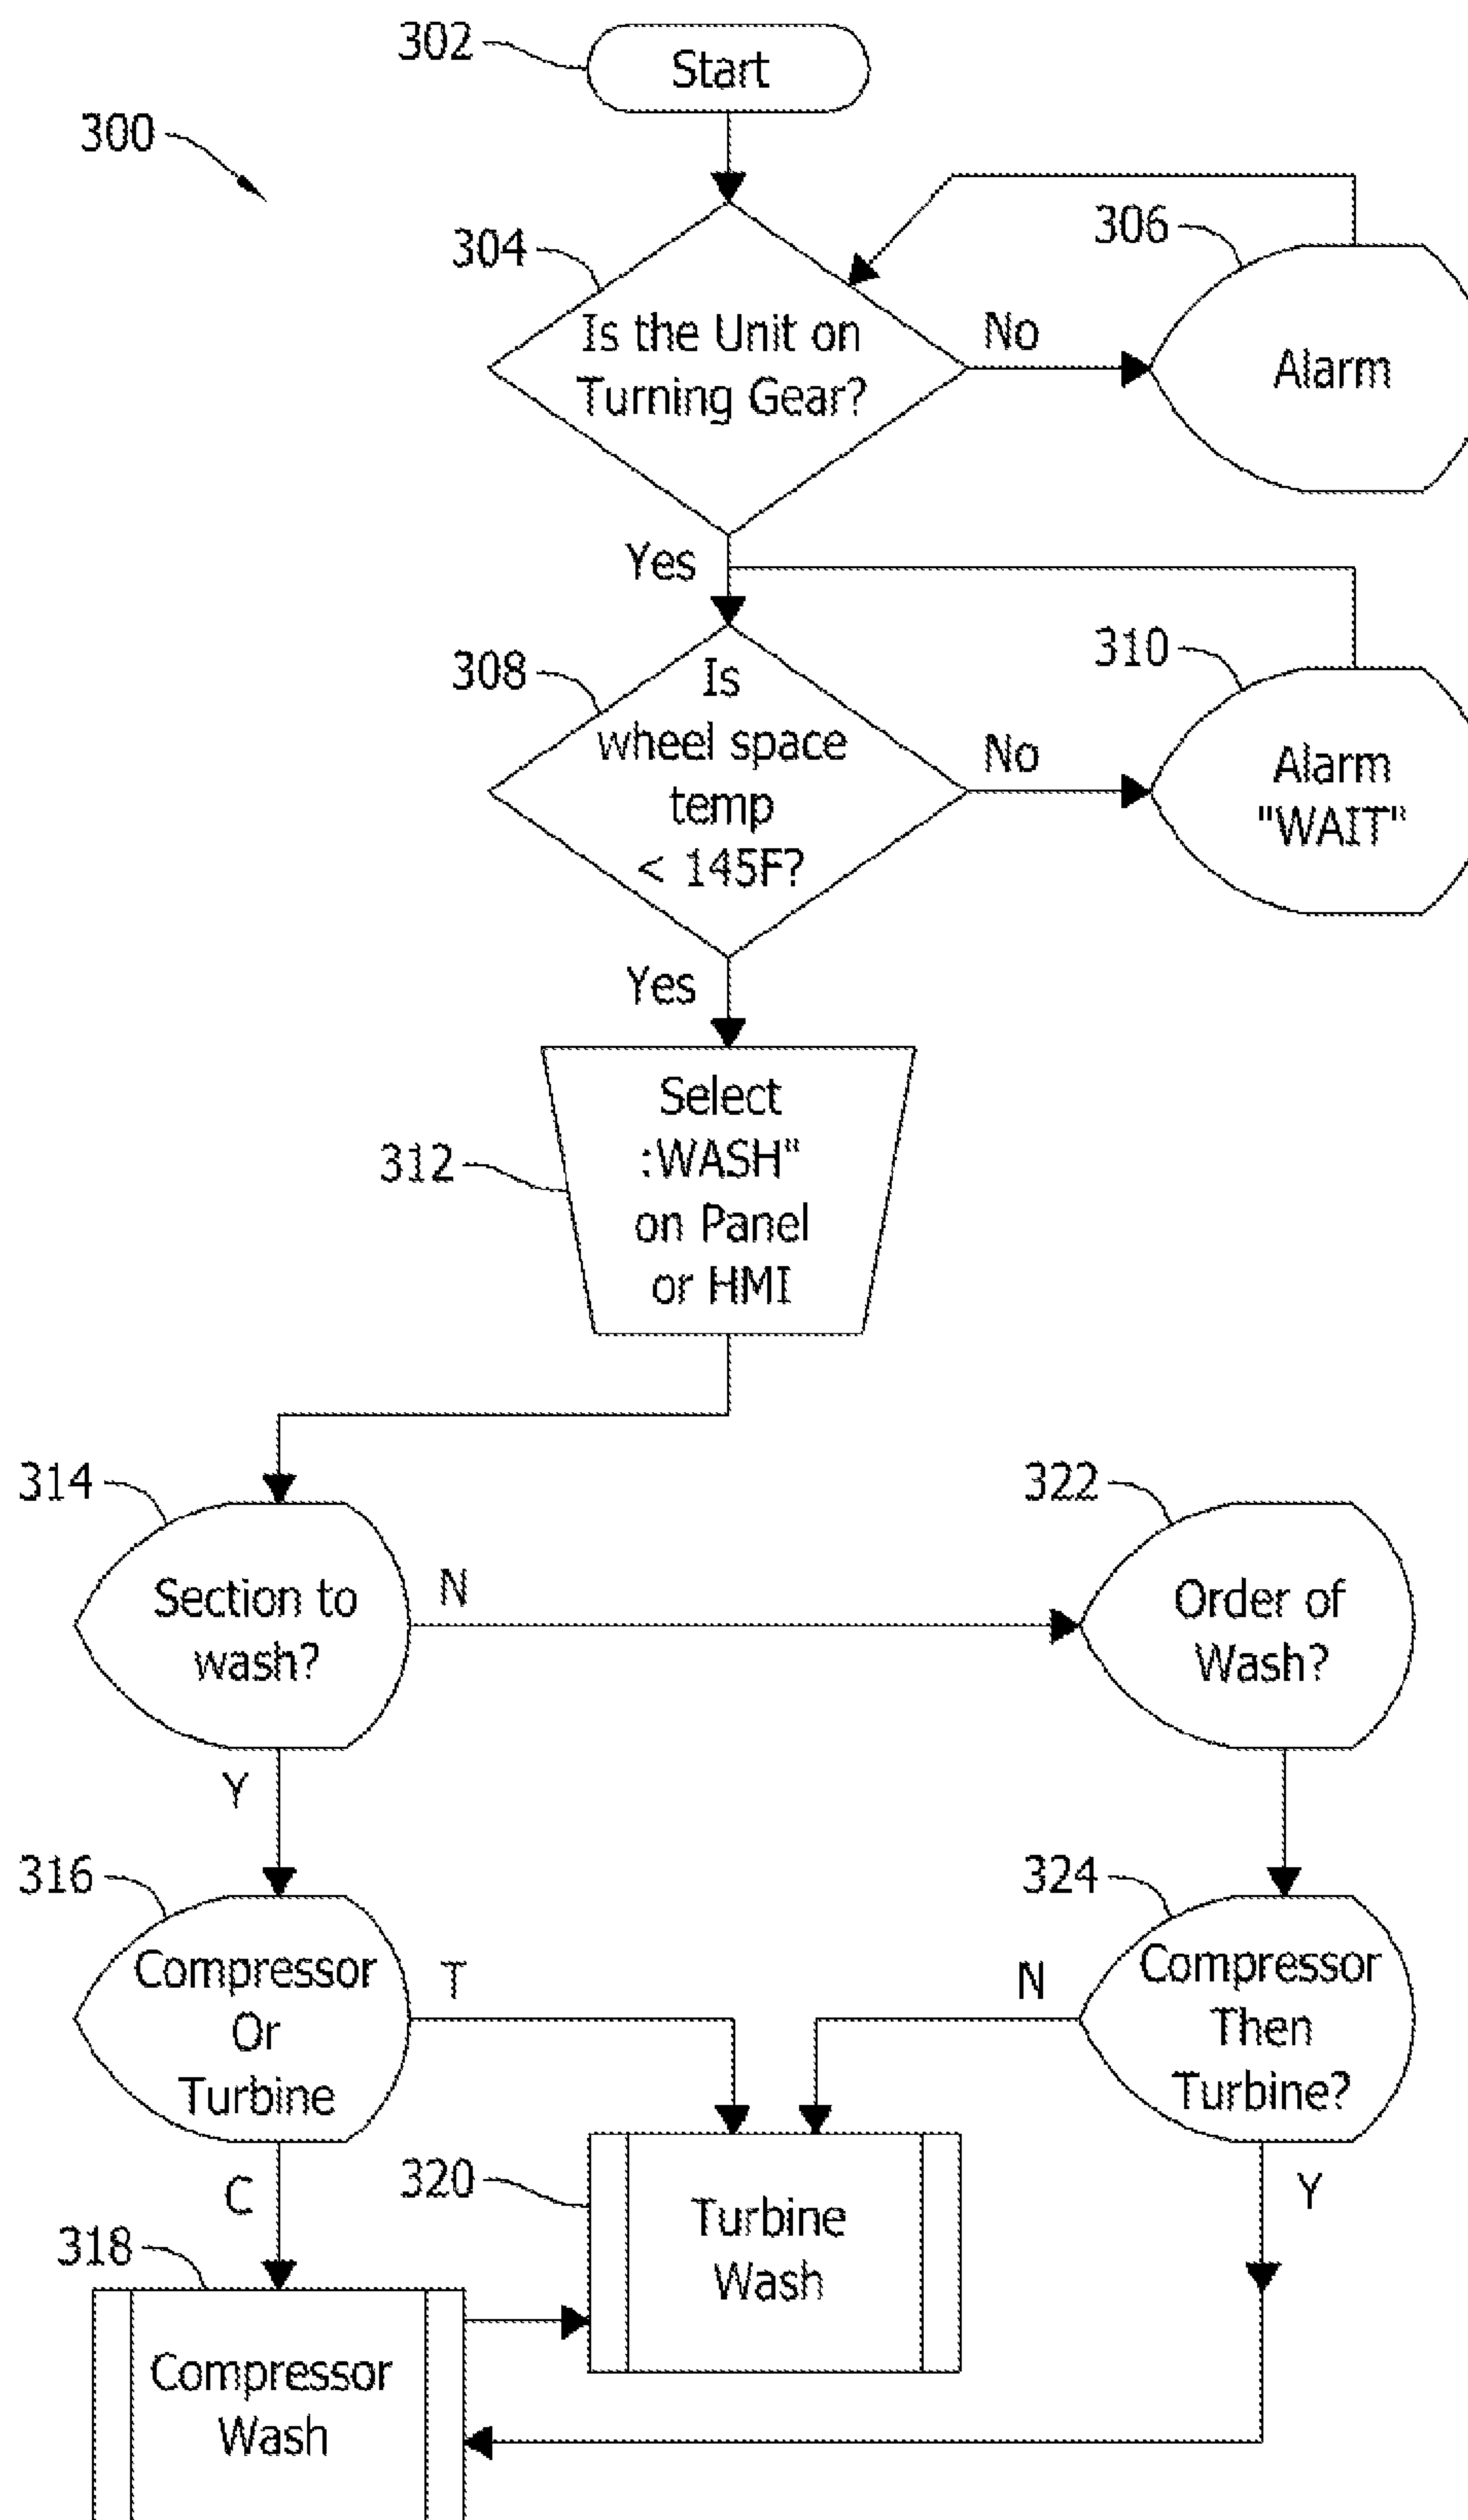 302
Start
300
304
306
Is the Unit on
Turning Gear?
No
Alarm
Yes
308
310
Is
wheel space
temp
< 145F?
No
Alarm
"WAIT"
Yes
312
Select
:WASH"
on Panel
or HMI
314
322
Section to
wash?
N
Order of
Wash?
Y
316
324
Compressor
Or
Turbine
T
N
Compressor
Then
Turbine?
C
320
Turbine
Wash
Y
318
Compressor
Wash